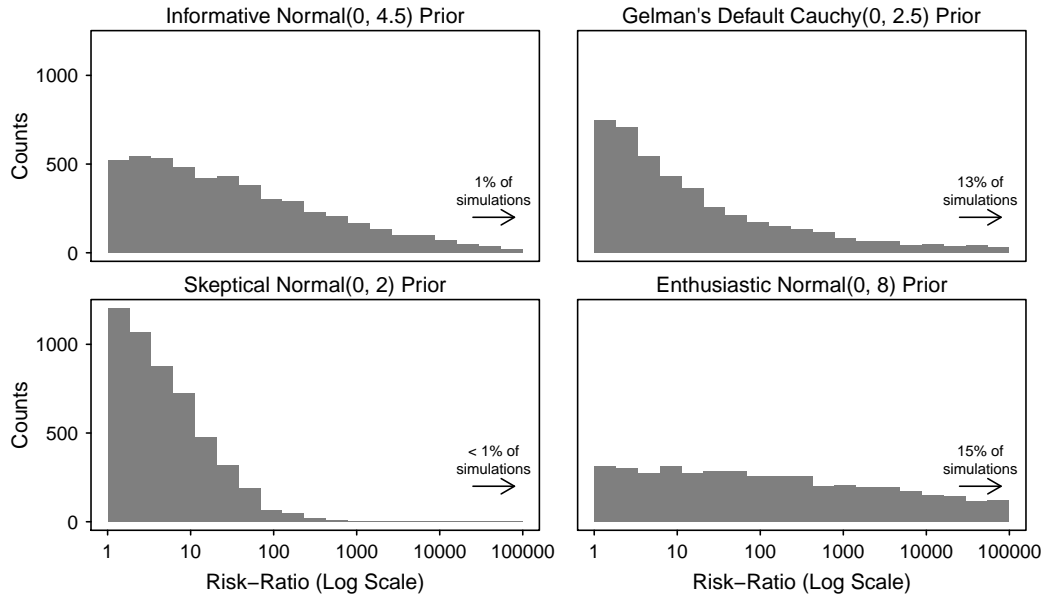 Informative Normal(0, 4.5) Prior
Counts
1000
500
0
1% of
simulations
Gelman's Default Cauchy(0, 2.5) Prior
13% of
simulations
Skeptical Normal(0, 2) Prior
Counts
1000
500
0
< 1% of
simulations
1 10 100 1000 10000 100000
Risk−Ratio (Log Scale)
Enthusiastic Normal(0, 8) Prior
15% of
simulations
1 10 100 1000 10000 100000
Risk−Ratio (Log Scale)